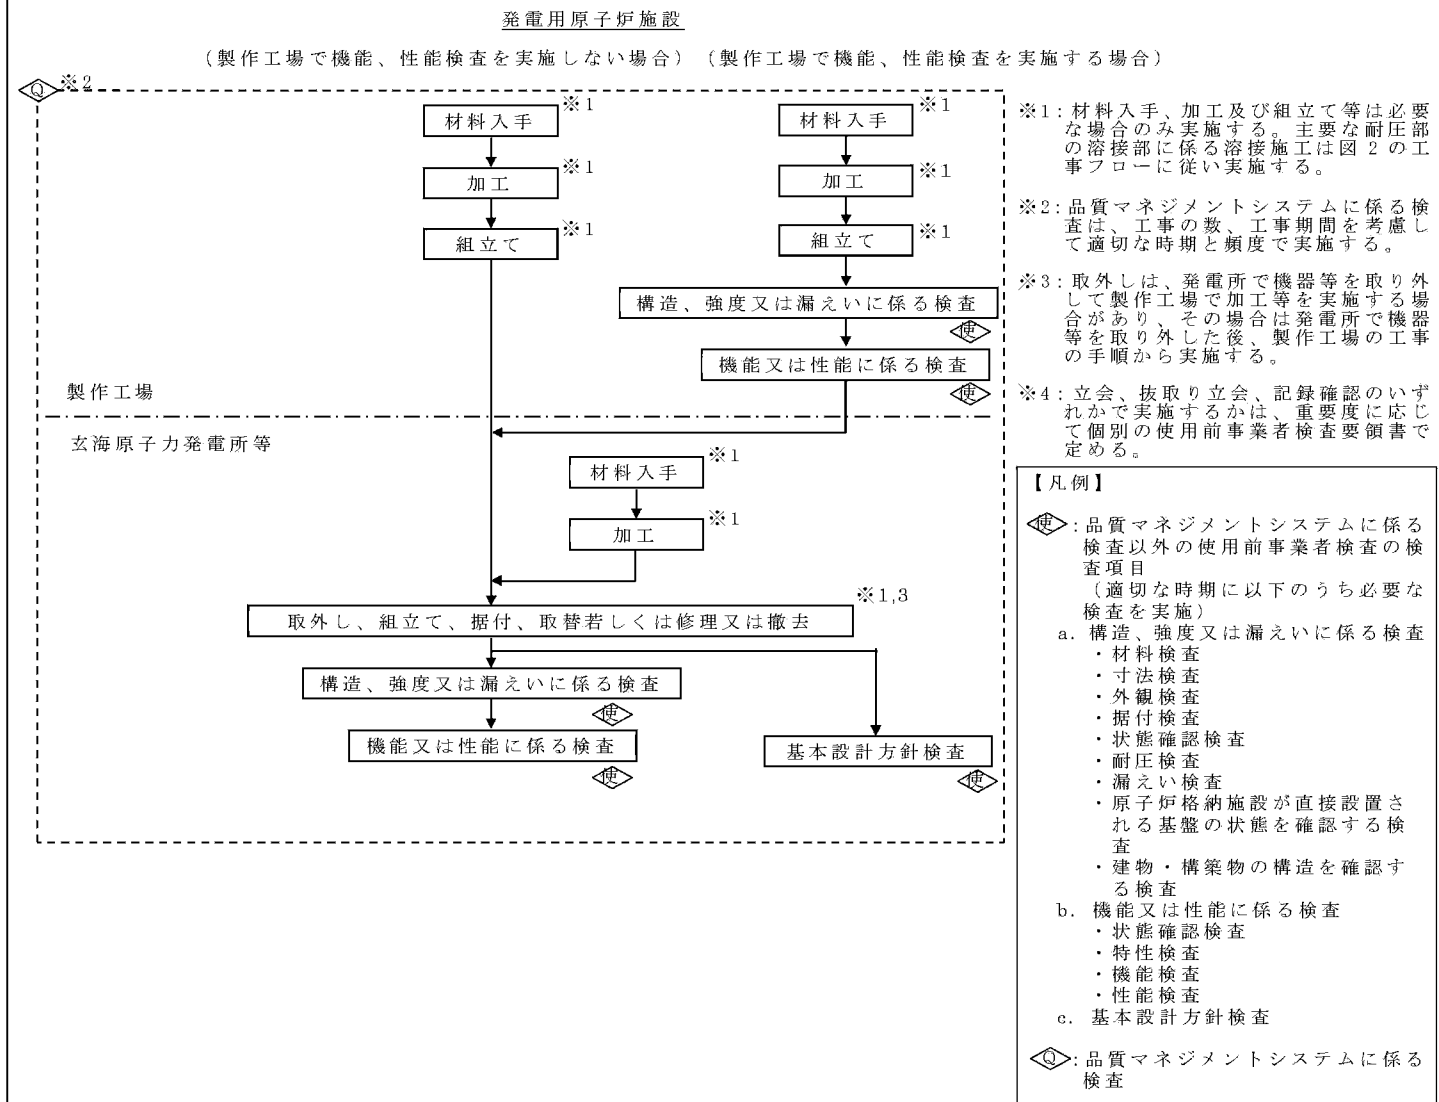 発電用原子炉施設
(製作工場で機能、性能検査を実施しない場合) (製作工場で機能、性能検査を実施する場合)
Q ※2
材料入手 ※1
加工 ※1
組立て ※1
材料入手 ※1
加工 ※1
組立て ※1
構造、強度又は漏えいに係る検査
使
機能又は性能に係る検査
使
製作工場
玄海原子力発電所等
材料入手 ※1
加工 ※1
取外し、組立て、据付、取替若しくは修理又は撤去 ※1,3
構造、強度又は漏えいに係る検査
使
機能又は性能に係る検査
使
基本設計方針検査
使
※1:材料入手、加工及び組立て等は必要
な場合のみ実施する。主要な耐圧部
の溶接部に係る溶接施工は図2の工
事フローに従い実施する。
※2:品質マネジメントシステムに係る検
査は、工事の数、工事期間を考慮し
て適切な時期と頻度で実施する。
※3:取外しは、発電所で機器等を取り外
して製作工場で加工等を実施する場
合があり、その場合は発電所で機器
等を取り外した後、製作工場の工事
の手順から実施する。
※4:立会、抜取り立会、記録確認のいず
れかで実施するかは、重要度に応じ
て個別の使用前事業者検査要領書で
定める。
【凡例】
使:品質マネジメントシステムに係る
検査以外の使用前事業者検査の検
査項目
(適切な時期に以下のうち必要な
検査を実施)
a. 構造、強度又は漏えいに係る検査
・材料検査
・寸法検査
・外観検査
・据付検査
・状態確認検査
・耐圧検査
・漏えい検査
・原子炉格納施設が直接設置さ
れる基盤の状態を確認する検
査
・建物・構築物の構造を確認す
る検査
b. 機能又は性能に係る検査
・状態確認検査
・特性検査
・機能検査
・性能検査
c. 基本設計方針検査
Q:品質マネジメントシステムに係る
検査